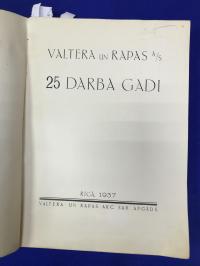 VALTERA UN RAPAS A/S
25 DARBA GADI
RĪGĀ, 1937
VALTERA UN RAPAS AKC. SAB. APGĀDS